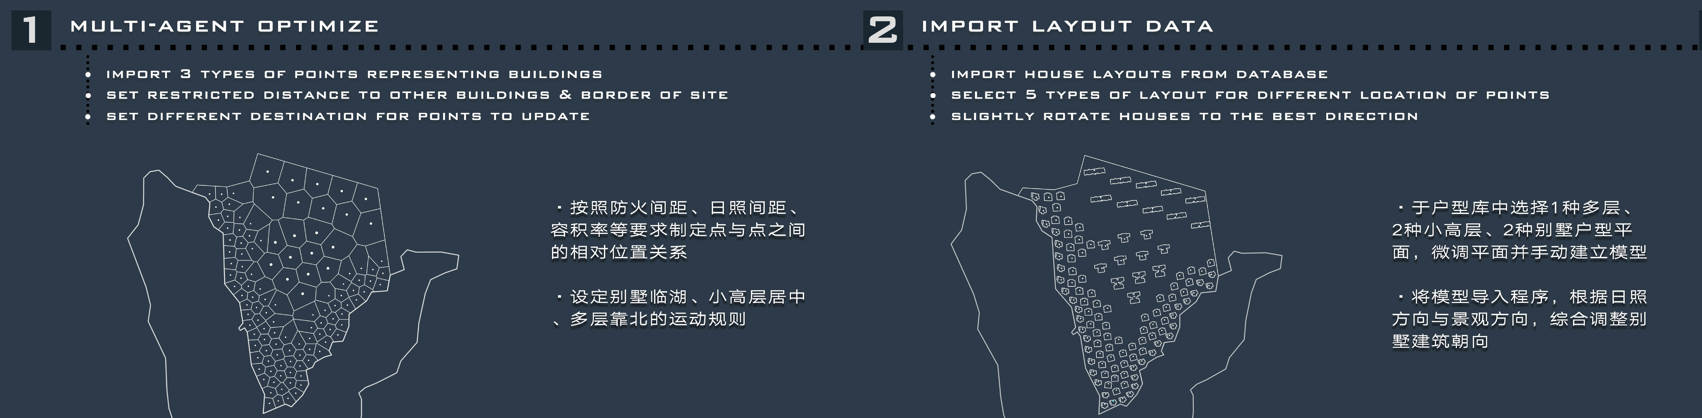 1 MULTI-AGENT OPTIMIZE
IMPORT 3 TYPES OF POINTS REPRESENTING BUILDINGS
SET RESTRICTED DISTANCE TO OTHER BUILDINGS & BORDER OF SITE
SET DIFFERENT DESTINATION FOR POINTS TO UPDATE
·按照防火间距、日照间距、
容积率等要求制定点与点之间
的相对位置关系
·设定别墅临湖、小高层居中
、多层靠北的运动规则
2 IMPORT LAYOUT DATA
IMPORT HOUSE LAYOUTS FROM DATABASE
SELECT 5 TYPES OF LAYOUT FOR DIFFERENT LOCATION OF POINTS
SLIGHTLY ROTATE HOUSES TO THE BEST DIRECTION
·于户型库中选择1种多层、
2种小高层、2种别墅户型平
面，微调平面并手动建立模型
·将模型导入程序，根据日照
方向与景观方向，综合调整别
墅建筑朝向